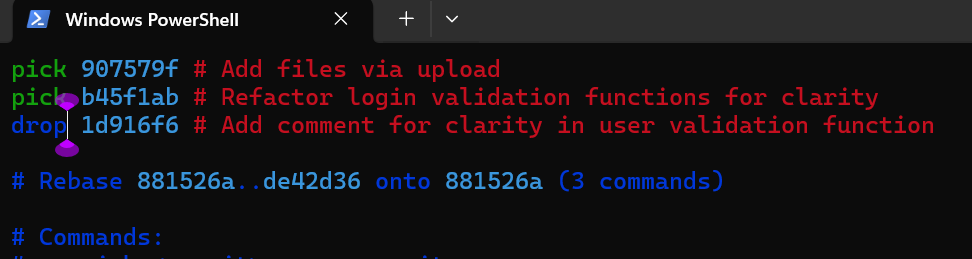 Windows PowerShell
pick 907579f # Add files via upload
pick b45f1ab # Refactor login validation functions for clarity
drop 1d916f6 # Add comment for clarity in user validation function
# Rebase 881526a..de42d36 onto 881526a (3 commands)
# Commands: